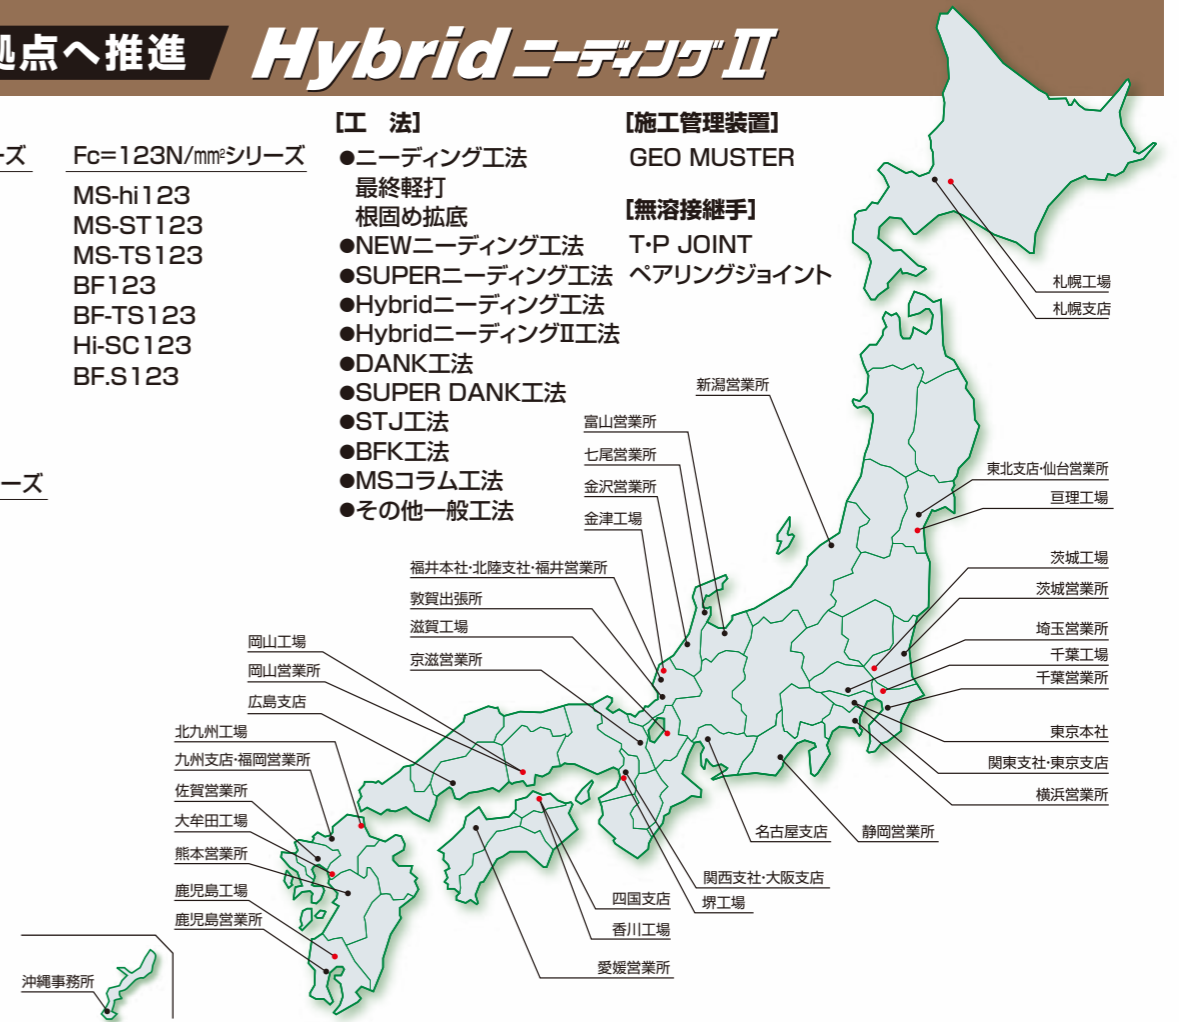 処点へ推進
HybridニーディングⅡ
ーズ
Fc=123N/㎟シリーズ
MS-hi123
MS-ST123
MS-TS123
BF123
BF-TS123
Hi-SC123
BF.S123
ーズ
[工　法]
●ニーディング工法
最終軽打
根固め拡底
●NEWニーディング工法
●SUPERニーディング工法
●Hybridニーディング工法
●HybridニーディングⅡ工法
●DANK工法
●SUPER DANK工法
●STJ工法
●BFK工法
●MSコラム工法
●その他一般工法
[施工管理装置]
GEO MUSTER
[無溶接継手]
T・P JOINT
ペアリングジョイント
札幌工場
札幌支店
新潟営業所
富山営業所
七尾営業所
金沢営業所
金津工場
福井本社・北陸支社・福井営業所
敦賀出張所
滋賀工場
京滋営業所
岡山工場
岡山営業所
広島支店
北九州工場
九州支店・福岡営業所
佐賀営業所
大牟田工場
熊本営業所
鹿児島工場
鹿児島営業所
沖縄事務所
東北支店・仙台営業所
亘理工場
茨城工場
茨城営業所
埼玉営業所
千葉工場
千葉営業所
東京本社
関東支社・東京支店
横浜営業所
名古屋支店
静岡営業所
関西支社・大阪支店
堺工場
四国支店
香川工場
愛媛営業所